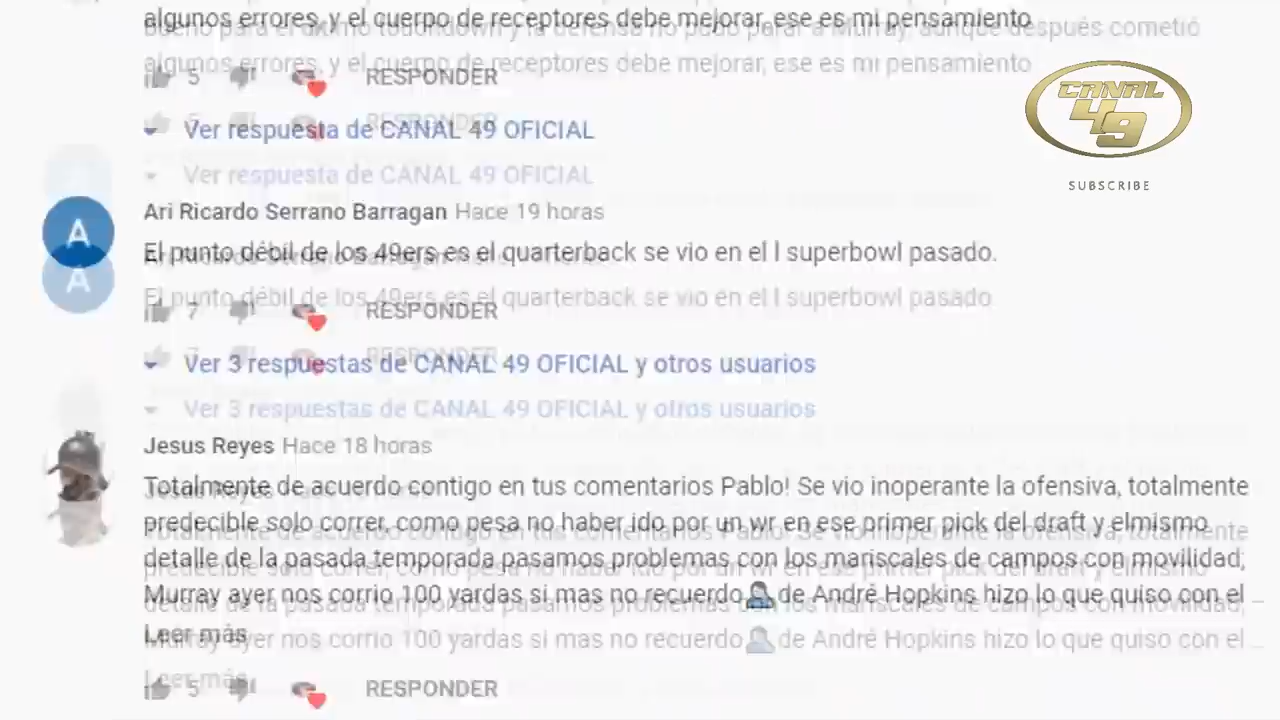 algunos errores, y el cuerpo de receptores debe mejorar, ese es mi pensamiento
5 RESPONDER
Ver respuesta de CANAL 49 OFICIAL
CANAL
49
SUBSCRIBE
A
Ari Ricardo Serrano Barragan Hace 19 horas
El punto débil de los 49ers es el quarterback se vio en el l superbowl pasado.
7 RESPONDER
Ver 3 respuestas de CANAL 49 OFICIAL y otros usuarios
Jesus Reyes Hace 18 horas
Totalmente de acuerdo contigo en tus comentarios Pablo! Se vio inoperante la ofensiva, totalmente
predecible solo correr, como pesa no haber ido por un wr en ese primer pick del draft y elmismo
detalle de la pasada temporada pasamos problemas con los mariscales de campos con movilidad,
Murray ayer nos corrio 100 yardas si mas no recuerdo👤 de André Hopkins hizo lo que quiso con el ...
Leer más
5 RESPONDER